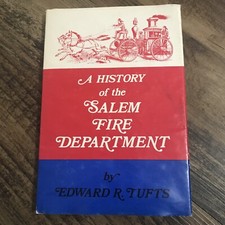 A HISTORY
of the
SALEM
FIRE
DEPARTMENT
by
EDWARD R. TUFTS